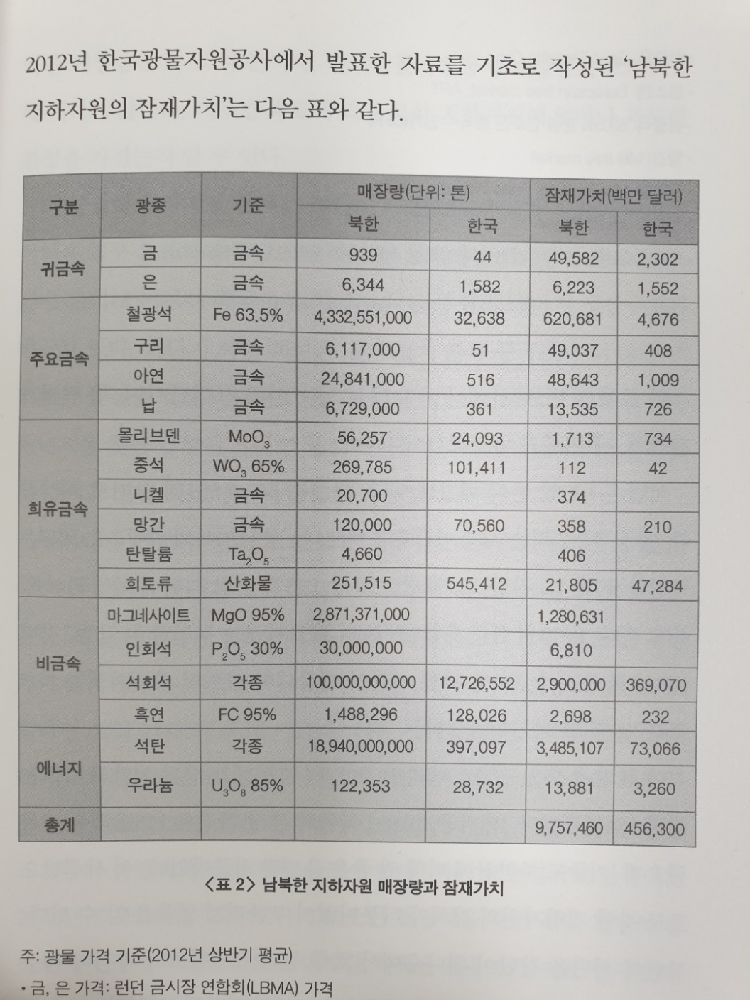 2012년 한국광물자원공사에서 발표한 자료를 기초로 작성된 ‘남북한
지하자원의 잠재가치’는 다음 표와 같다.
구분 광종 기준 매장량(단위: 톤) 잠재가치(백만 달러)
북한 한국 북한 한국
귀금속 금 금속 939 44 49,582 2,302
은 금속 6,344 1,582 6,223 1,552
주요금속 철광석 Fe 63.5% 4,332,551,000 32,638 620,681 4,676
구리 금속 6,117,000 51 49,037 408
아연 금속 24,841,000 516 48,643 1,009
납 금속 6,729,000 361 13,535 726
희유금속 몰리브덴 MoO₃ 56,257 24,093 1,713 734
중석 WO₃ 65% 269,785 101,411 112 42
니켈 금속 20,700 374
망간 금속 120,000 70,560 358 210
탄탈륨 Ta₂O₅ 4,660 406
희토류 산화물 251,515 545,412 21,805 47,284
비금속 마그네사이트 MgO 95% 2,871,371,000 1,280,631
인회석 P₂O₅ 30% 30,000,000 6,810
석회석 각종 100,000,000,000 12,726,552 2,900,000 369,070
흑연 FC 95% 1,488,296 128,026 2,698 232
에너지 석탄 각종 18,940,000,000 397,097 3,485,107 73,066
우라늄 U₃O₈ 85% 122,353 28,732 13,881 3,260
총계 9,757,460 456,300
〈표 2〉 남북한 지하자원 매장량과 잠재가치
주: 광물 가격 기준(2012년 상반기 평균)
• 금, 은 가격: 런던 금시장 연합회(LBMA) 가격